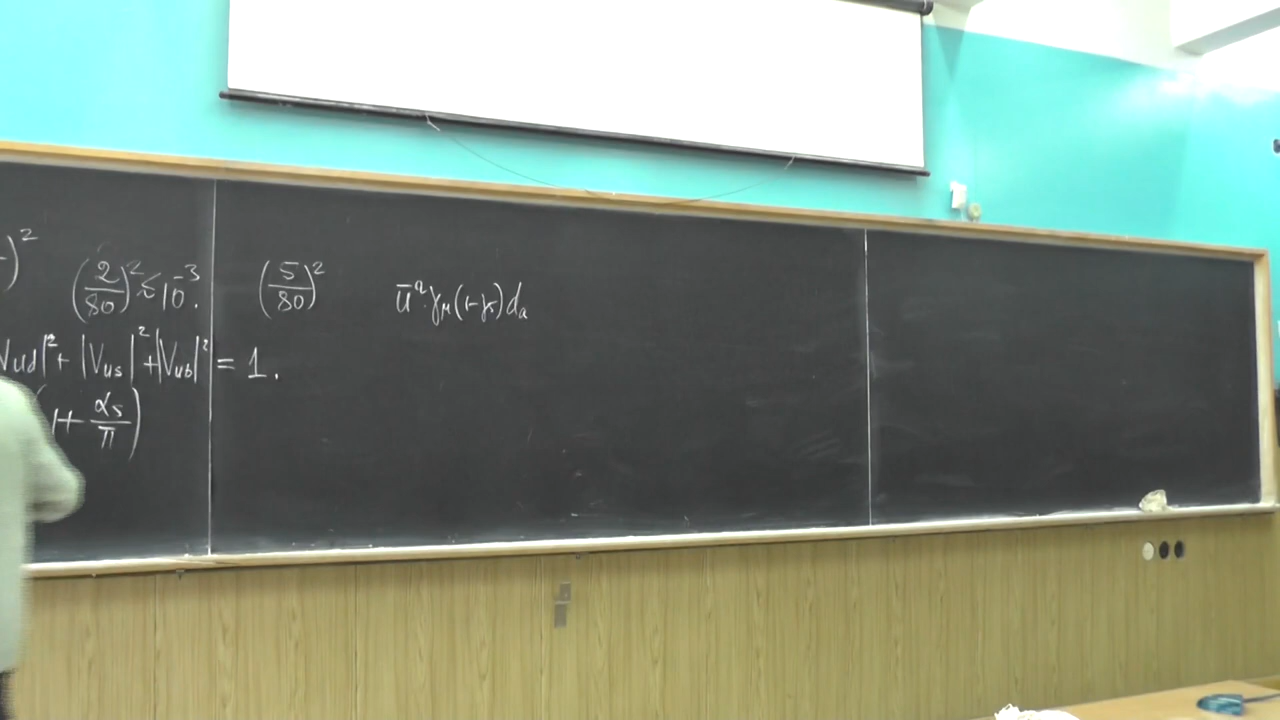 )² (2/80)² ≲ 10⁻³. (5/80)² ū^a γ_μ(1-γ₅)d_a
V_ud|² + |V_us|² + |V_ub|² = 1.
(1 + α_s/π)